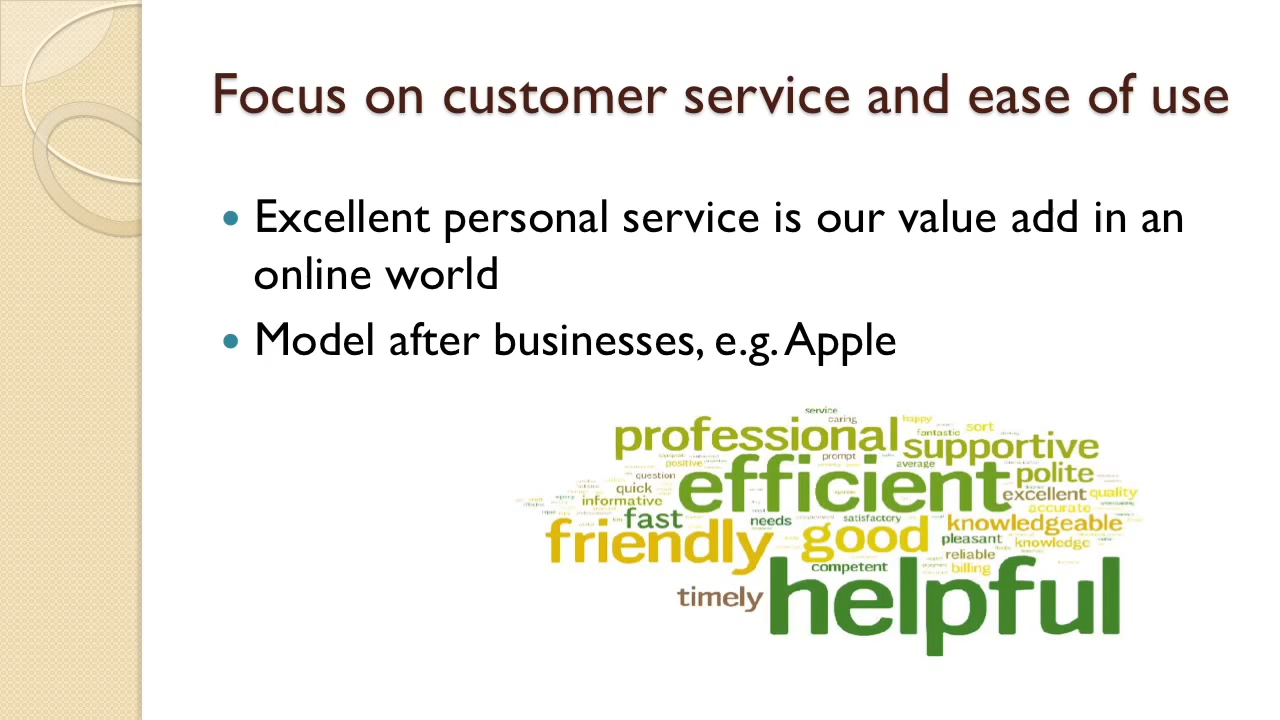 Focus on customer service and ease of use
• Excellent personal service is our value add in an
online world
• Model after businesses, e.g. Apple
service
caring
happy
professional
fantastic
sort
supportive
prompt
positive
average
efficient
polite
question
quick
excellent
quality
informative
accurate
fast
needs
satisfactory
knowledgeable
friendly
good
pleasant
knowledge
reliable
competent
billing
timely
helpful